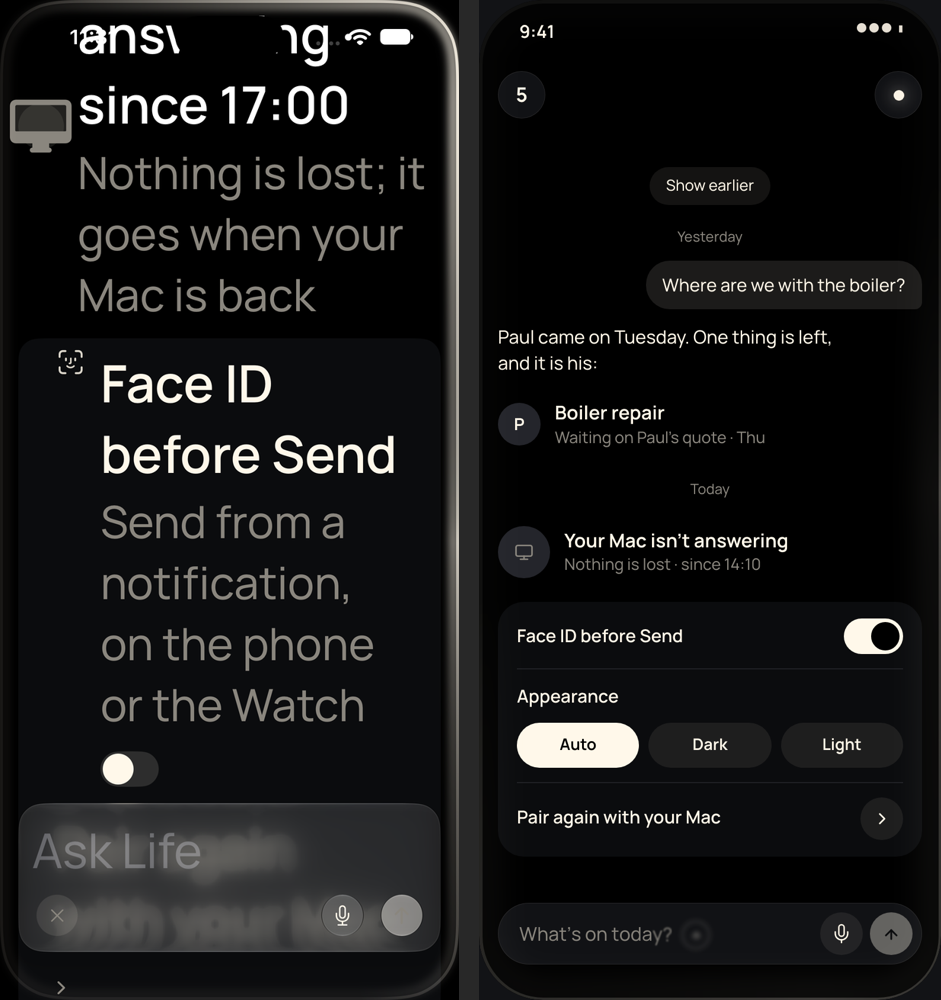 since 17:00
Nothing is lost; it
goes when your
Mac is back
Face ID
before Send
Send from a
notification,
on the phone
or the Watch
Ask Life
9:41
5
Show earlier
Yesterday
Where are we with the boiler?
Paul came on Tuesday. One thing is left,
and it is his:
P
Boiler repair
Waiting on Paul's quote · Thu
Today
Your Mac isn't answering
Nothing is lost · since 14:10
Face ID before Send
Appearance
Auto
Dark
Light
Pair again with your Mac
What's on today?